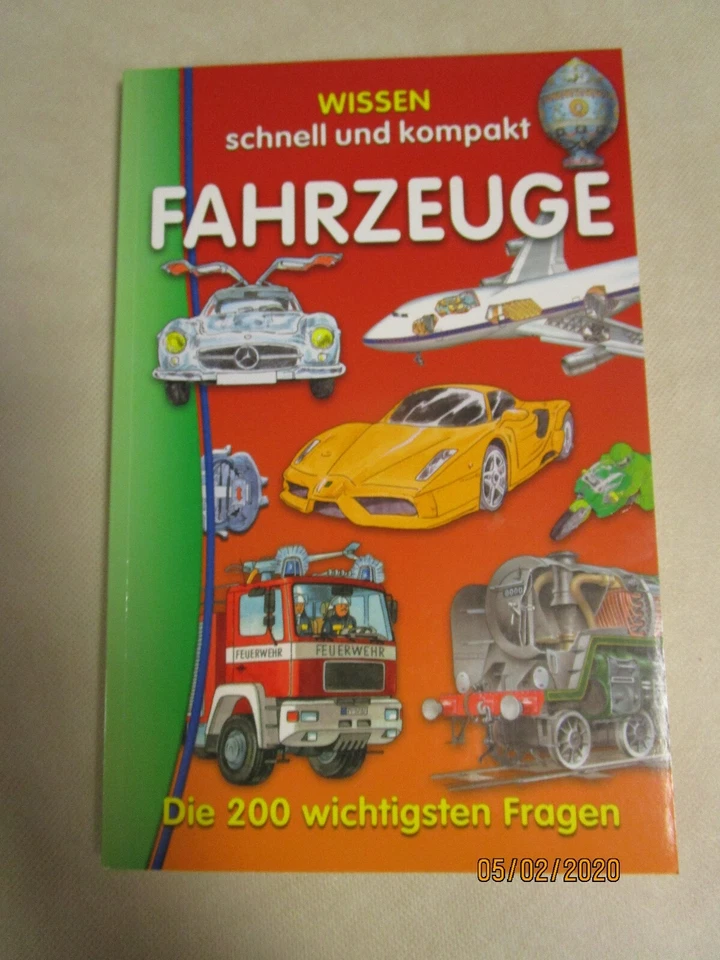 WISSEN
schnell und kompakt
FAHRZEUGE
FEUERWEHR
FEUERWEHR
Die 200 wichtigsten Fragen
05/02/2020